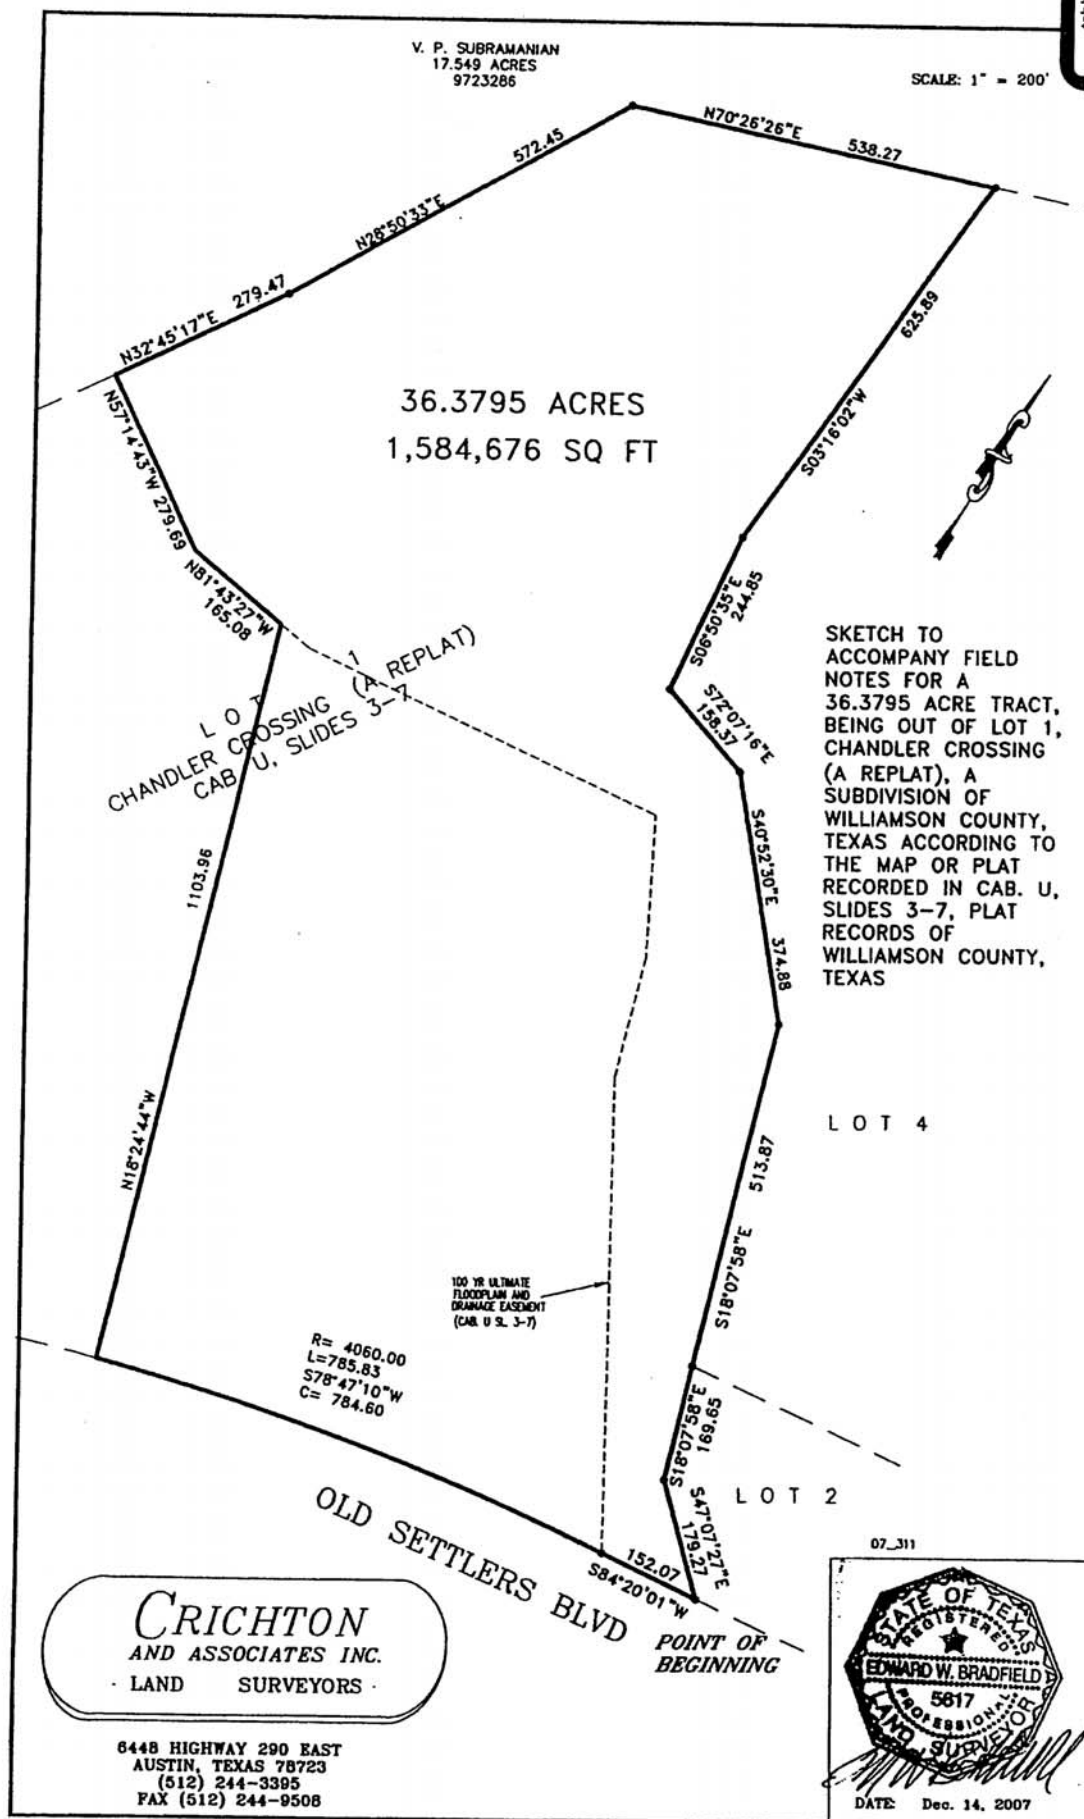 V. P. SUBRAMANIAN
17.549 ACRES
9723286
SCALE: 1" = 200'
N70°26'26"E 538.27
N28°50'33"E 572.45
N32°45'17"E 279.47
36.3795 ACRES
1,584,676 SQ FT
N57°14'43"W 279.69
S03°16'02"W 625.89
N81°43'27"W
165.08
S06°50'35"E
244.85
SKETCH TO
ACCOMPANY FIELD
NOTES FOR A
36.3795 ACRE TRACT,
BEING OUT OF LOT 1,
CHANDLER CROSSING
(A REPLAT), A
SUBDIVISION OF
WILLIAMSON COUNTY,
TEXAS ACCORDING TO
THE MAP OR PLAT
RECORDED IN CAB. U,
SLIDES 3-7, PLAT
RECORDS OF
WILLIAMSON COUNTY,
TEXAS
LOT 1
CHANDLER CROSSING (A REPLAT)
CAB U, SLIDES 3-7
S72°07'16"E
158.37
S40°52'30"E 374.88
N18°24'44"W 1103.96
LOT 4
S18°07'58"E 513.87
100 YR ULTIMATE
FLOODPLAIN AND
DRAINAGE EASEMENT
(CAB. U SL. 3-7)
R= 4060.00
L=785.83
S78°47'10"W
C= 784.60
S18°07'58"E
169.65
LOT 2
S47°07'27"E
179.27
152.07
S84°20'01"W
OLD SETTLERS BLVD
POINT OF
BEGINNING
07_311
CRICHTON
AND ASSOCIATES INC.
LAND SURVEYORS
6448 HIGHWAY 290 EAST
AUSTIN, TEXAS 78723
(512) 244-3395
FAX (512) 244-9508
STATE OF TEXAS
REGISTERED
EDWARD W. BRADFIELD
5617
PROFESSIONAL
LAND SURVEYOR
DATE: Dec. 14, 2007